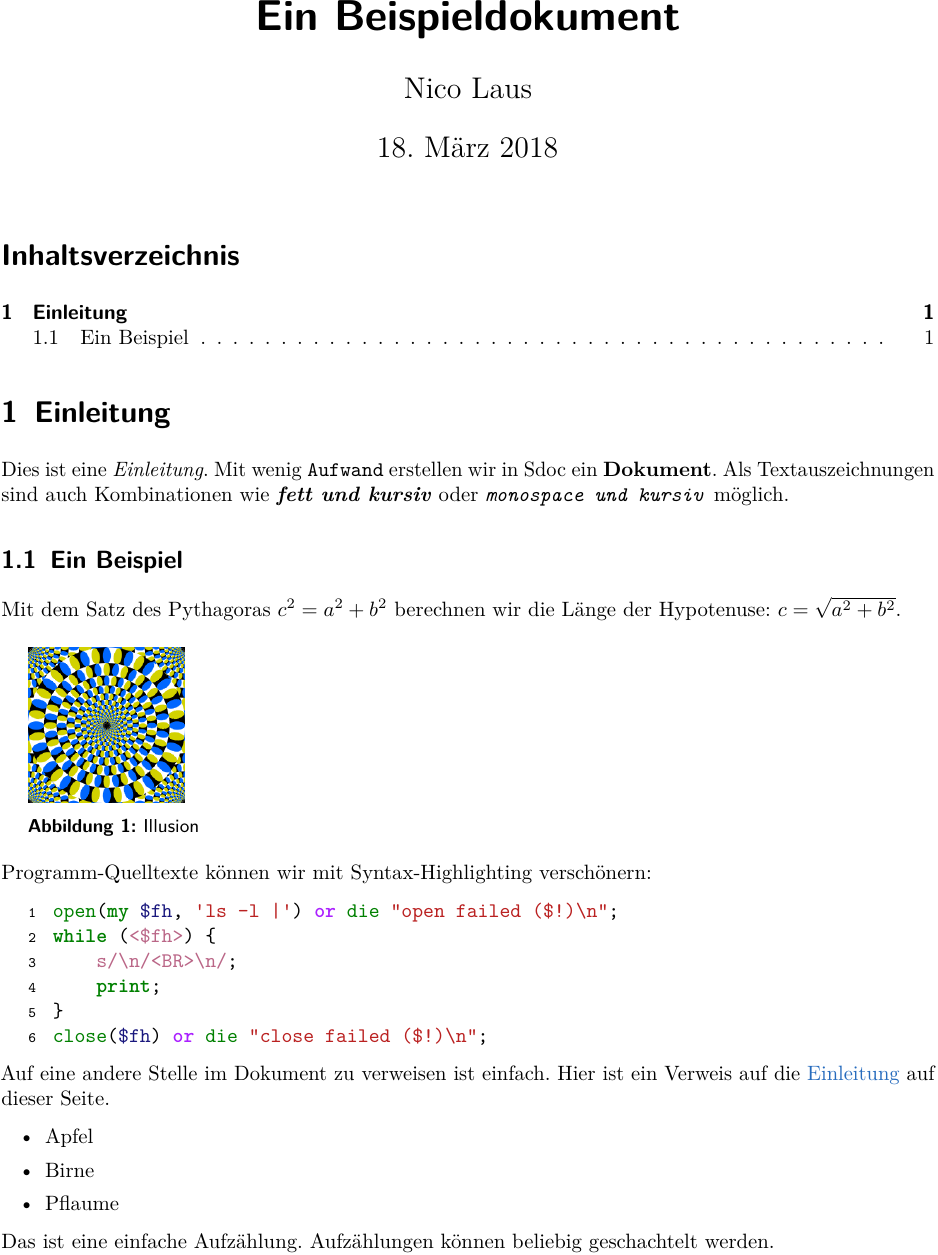 Ein Beispieldokument
Nico Laus
18. März 2018
Inhaltsverzeichnis
1 Einleitung 1
1.1 Ein Beispiel . . . . . . . . . . . . . . . . . . . . . . . . . . . . . . . . . . . . . . . . . . . 1
1 Einleitung
Dies ist eine Einleitung. Mit wenig Aufwand erstellen wir in Sdoc ein Dokument. Als Textauszeichnungen
sind auch Kombinationen wie fett und kursiv oder monospace und kursiv möglich.
1.1 Ein Beispiel
Mit dem Satz des Pythagoras c² = a² + b² berechnen wir die Länge der Hypotenuse: c = √(a² + b²).
Abbildung 1: Illusion
Programm-Quelltexte können wir mit Syntax-Highlighting verschönern:
1 open(my $fh, 'ls -l |') or die "open failed ($!)\n";
2 while (<$fh>) {
3     s/\n/<BR>\n/;
4     print;
5 }
6 close($fh) or die "close failed ($!)\n";
Auf eine andere Stelle im Dokument zu verweisen ist einfach. Hier ist ein Verweis auf die Einleitung auf
dieser Seite.
• Apfel
• Birne
• Pflaume
Das ist eine einfache Aufzählung. Aufzählungen können beliebig geschachtelt werden.